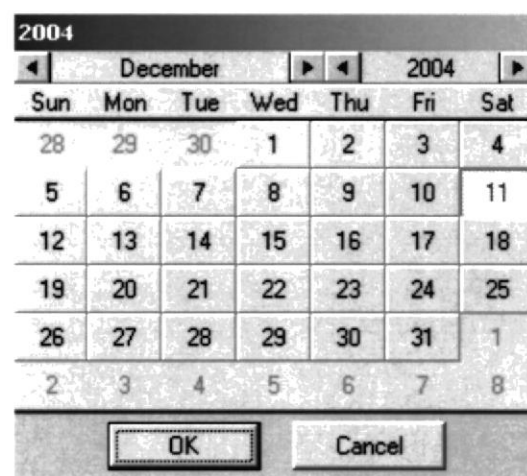 2004
December 2004
Sun Mon Tue Wed Thu Fri Sat
28 29 30 1 2 3 4
5 6 7 8 9 10 11
12 13 14 15 16 17 18
19 20 21 22 23 24 25
26 27 28 29 30 31 1
2 3 4 5 6 7 8
OK Cancel